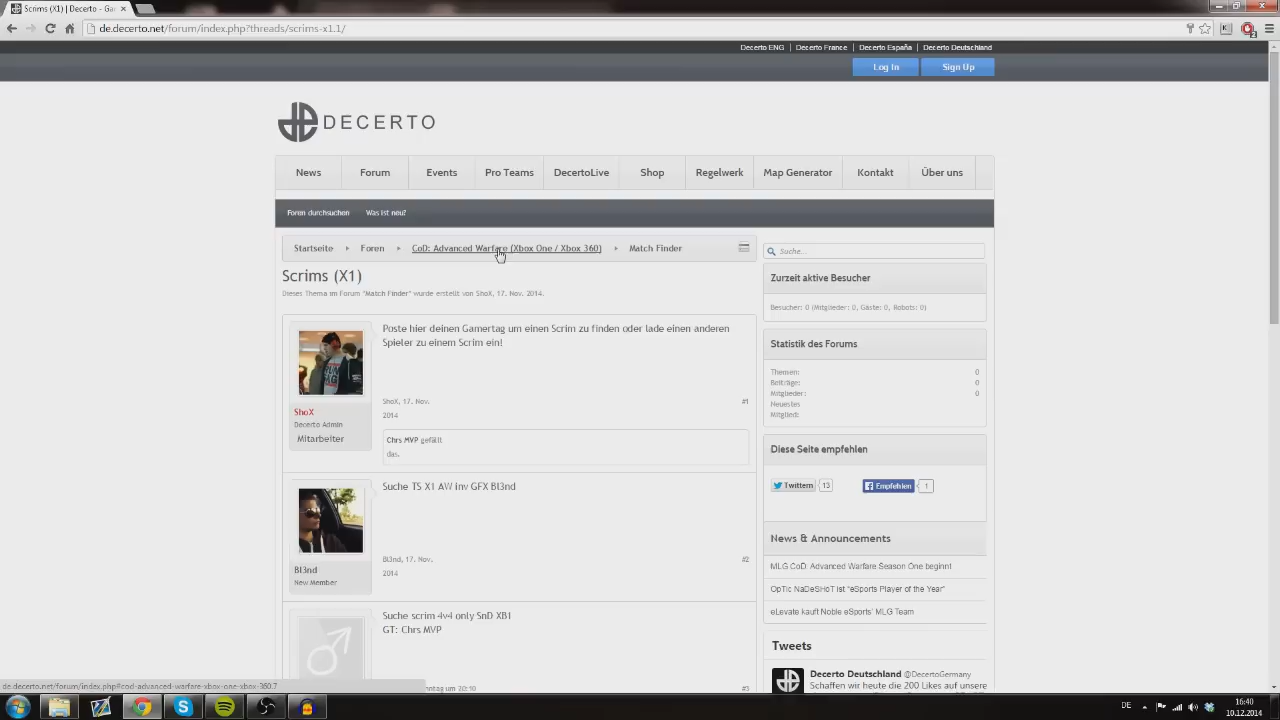 Scrims (X1) | Decerto - Ga
de.decerto.net/forum/index.php?threads/scrims-x1.1/
Decerto ENG | Decerto France | Decerto España | Decerto Deutschland
Log In
Sign Up
DECERTO
News
Forum
Events
Pro Teams
DecertoLive
Shop
Regelwerk
Map Generator
Kontakt
Über uns
Foren durchsuchen
Was ist neu?
Startseite
Foren
CoD: Advanced Warfare (Xbox One / Xbox 360)
Match Finder
Suche...
Scrims (X1)
Dieses Thema im Forum "Match Finder" wurde erstellt von ShoX, 17. Nov. 2014.
Poste hier deinen Gamertag um einen Scrim zu finden oder lade einen anderen
Spieler zu einem Scrim ein!
ShoX, 17. Nov.
2014
#1
ShoX
Decerto Admin
Mitarbeiter
Chrs MVP gefällt
das.
Suche TS X1 AW inv GFX Bl3nd
Bl3nd, 17. Nov.
2014
#2
Bl3nd
New Member
Suche scrim 4v4 only SnD XB1
GT: Chrs MVP
nntag um 20:10
#3
Zurzeit aktive Besucher
Besucher: 0 (Mitglieder: 0, Gäste: 0, Robots: 0)
Statistik des Forums
Themen: 0
Beiträge: 0
Mitglieder: 0
Neuestes
Mitglied:
Diese Seite empfehlen
Twittern 13
Empfehlen 1
News & Announcements
MLG CoD: Advanced Warfare Season One beginnt
OpTic NaDeSHoT ist "eSports Player of the Year"
eLevate kauft Noble eSports' MLG Team
Tweets
Decerto Deutschland @DecertoGermany
Schaffen wir heute die 200 Likes auf unsere
de.decerto.net/forum/index.php#cod-advanced-warfare-xbox-one-xbox-360.7
DE
16:40
10.12.2014